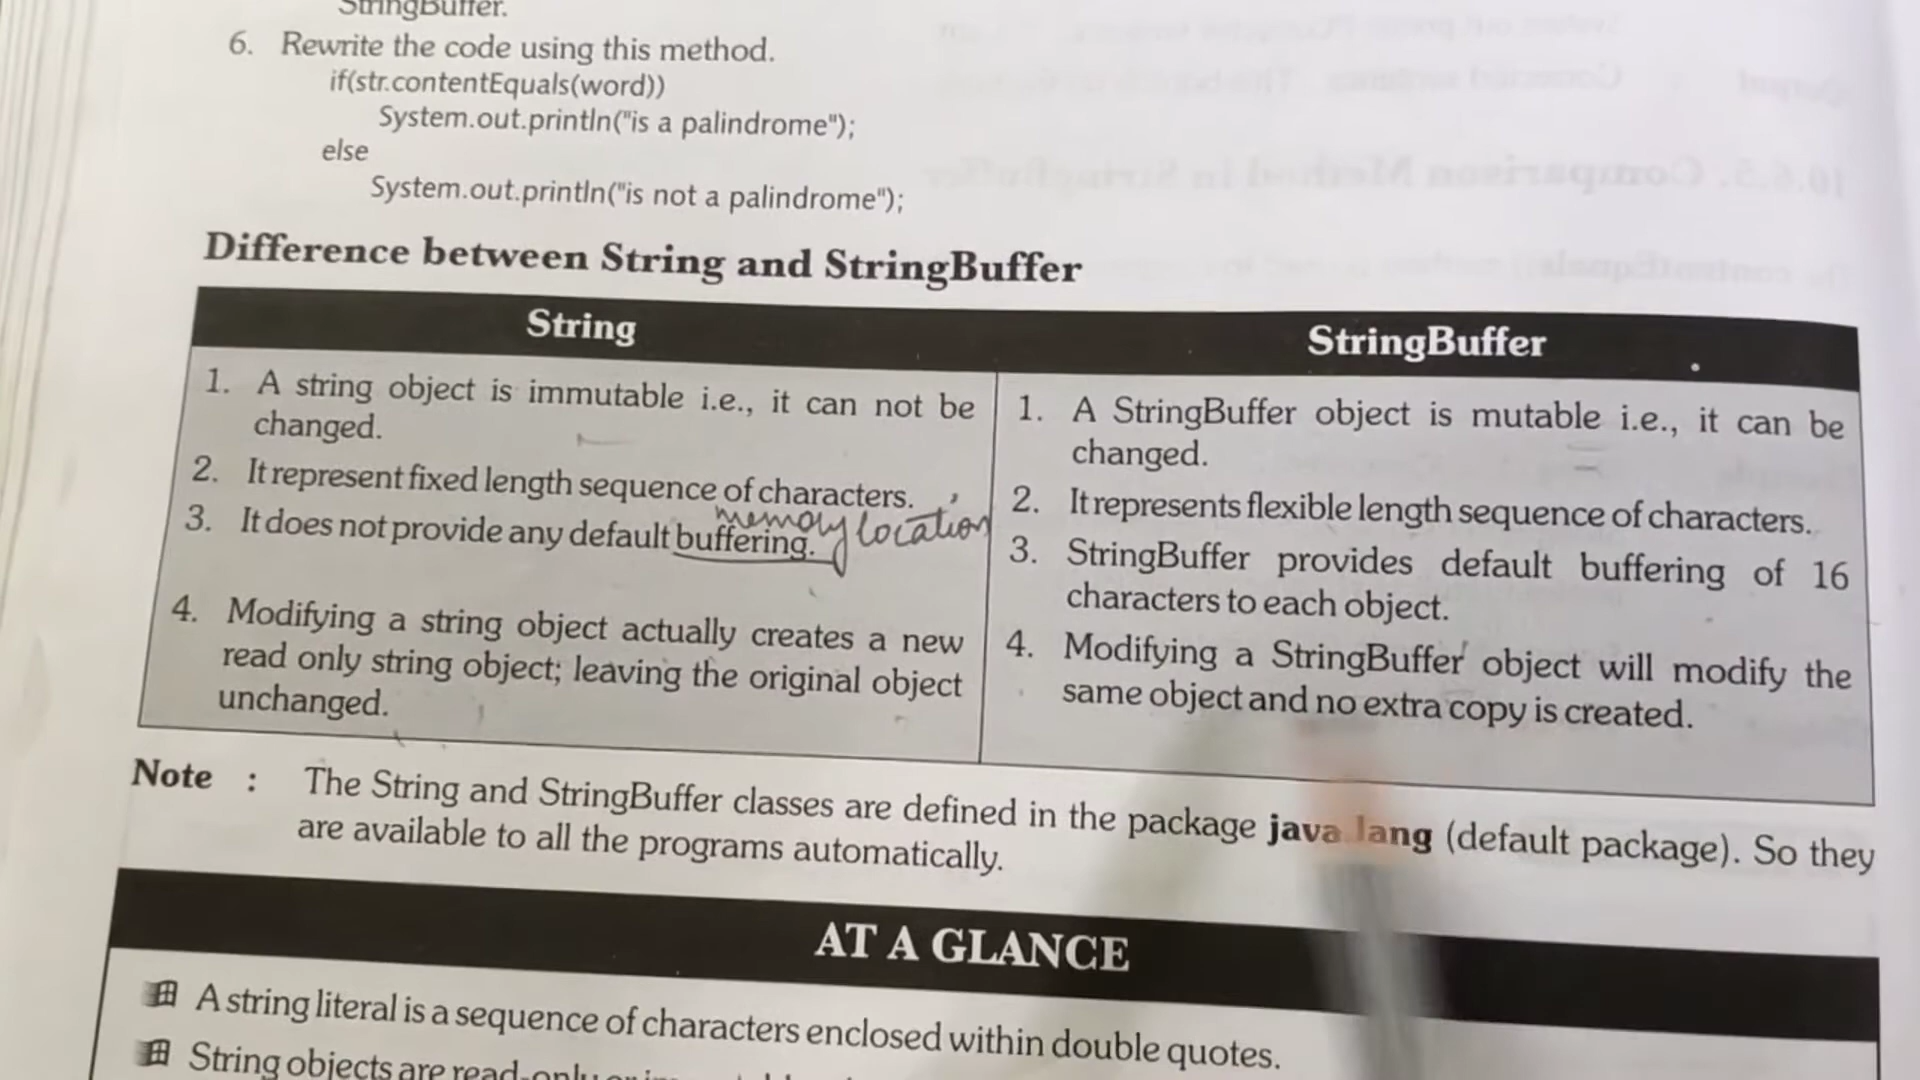 StringBuffer.
6. Rewrite the code using this method.
if(str.contentEquals(word))
System.out.println("is a palindrome");
else
System.out.println("is not a palindrome");
Difference between String and StringBuffer
String
1. A string object is immutable i.e., it can not be
changed.
2. It represent fixed length sequence of characters.
memory location
3. It does not provide any default buffering.
4. Modifying a string object actually creates a new
read only string object; leaving the original object
unchanged.
StringBuffer
1. A StringBuffer object is mutable i.e., it can be
changed.
2. It represents flexible length sequence of characters.
3. StringBuffer provides default buffering of 16
characters to each object.
4. Modifying a StringBuffer object will modify the
same object and no extra copy is created.
Note : The String and StringBuffer classes are defined in the package java.lang (default package). So they
are available to all the programs automatically.
AT A GLANCE
A string literal is a sequence of characters enclosed within double quotes.
String objects are read-only or